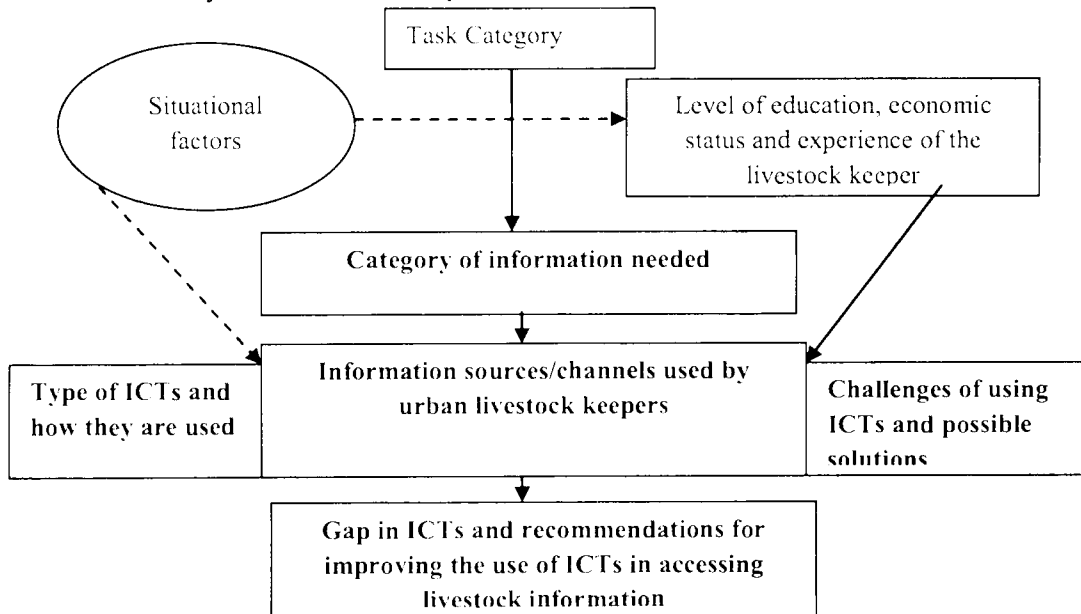 Task Category
Situational
factors
Level of education, economic
status and experience of the
livestock keeper
Category of information needed
Type of ICTs and
how they are used
Information sources/channels used by
urban livestock keepers
Challenges of using
ICTs and possible
solutions
Gap in ICTs and recommendations for
improving the use of ICTs in accessing
livestock information